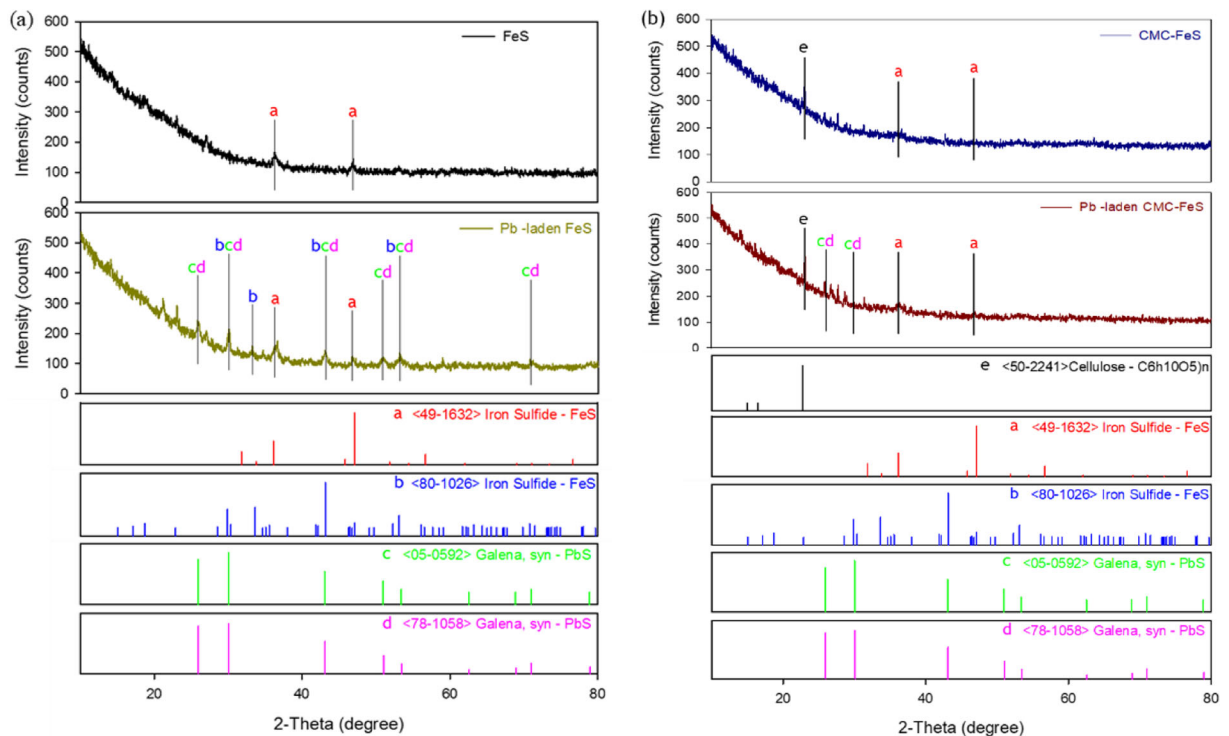 (a)
600
500
400
300
200
100
0
Intensity (counts)
FeS
a
a
600
500
400
300
200
100
0
Intensity (counts)
Pb -laden FeS
cd
bcd
b
a
bcd
a
cd
bcd
cd
a <49-1632> Iron Sulfide - FeS
b <80-1026> Iron Sulfide - FeS
c <05-0592> Galena, syn - PbS
d <78-1058> Galena, syn - PbS
20
40
60
80
2-Theta (degree)
(b)
600
500
400
300
200
100
0
Intensity (counts)
CMC-FeS
e
a
a
600
500
400
300
200
100
0
Intensity (counts)
Pb -laden CMC-FeS
e
cd
cd
a
a
e <50-2241>Cellulose - C6h10O5)n
a <49-1632> Iron Sulfide - FeS
b <80-1026> Iron Sulfide - FeS
c <05-0592> Galena, syn - PbS
d <78-1058> Galena, syn - PbS
20
40
60
80
2-Theta (degree)